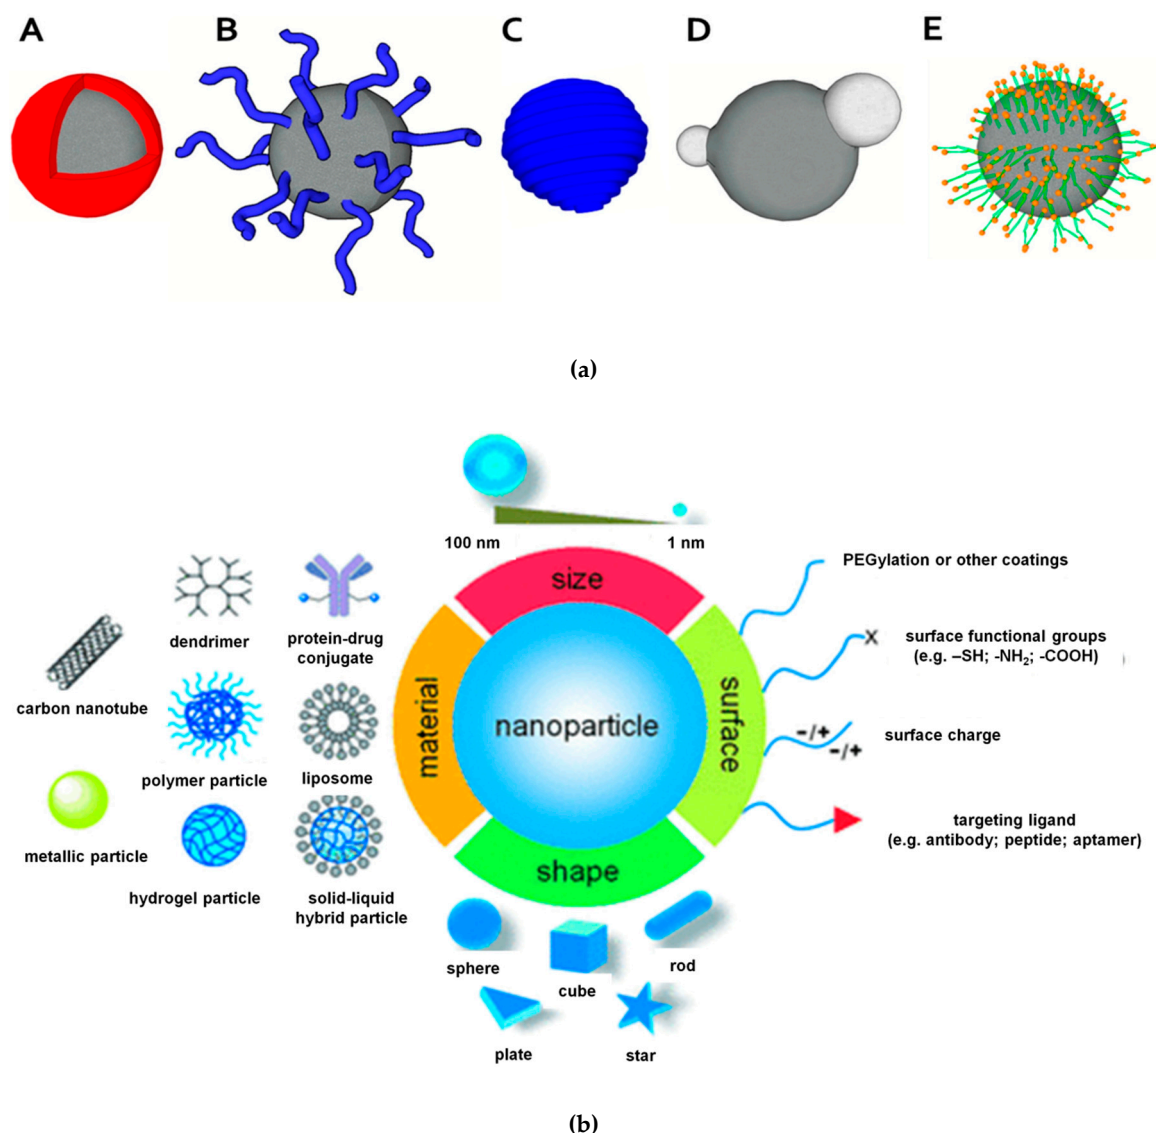 A
B
C
D
E
(a)
100 nm
1 nm
size
material
nanoparticle
surface
shape
dendrimer
protein-drug
conjugate
carbon nanotube
polymer particle
liposome
metallic particle
hydrogel particle
solid-liquid
hybrid particle
PEGylation or other coatings
X
surface functional groups
(e.g. –SH; -NH₂; -COOH)
-/+
-/+
surface charge
targeting ligand
(e.g. antibody; peptide; aptamer)
sphere
cube
rod
plate
star
(b)